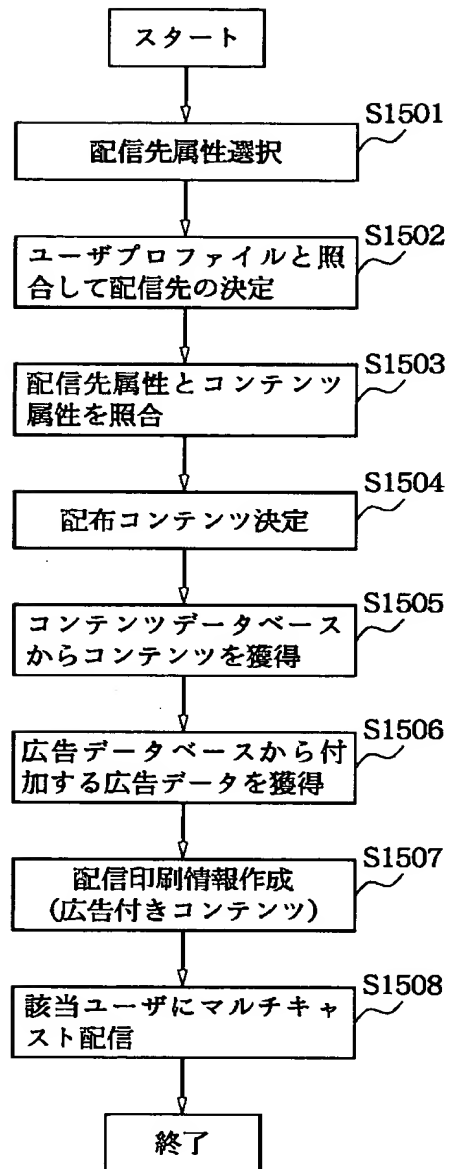 スタート
S1501
配信先属性選択
S1502
ユーザプロファイルと照
合して配信先の決定
S1503
配信先属性とコンテンツ
属性を照合
S1504
配布コンテンツ決定
S1505
コンテンツデータベース
からコンテンツを獲得
S1506
広告データベースから付
加する広告データを獲得
S1507
配信印刷情報作成
(広告付きコンテンツ)
S1508
該当ユーザにマルチキャ
スト配信
終了